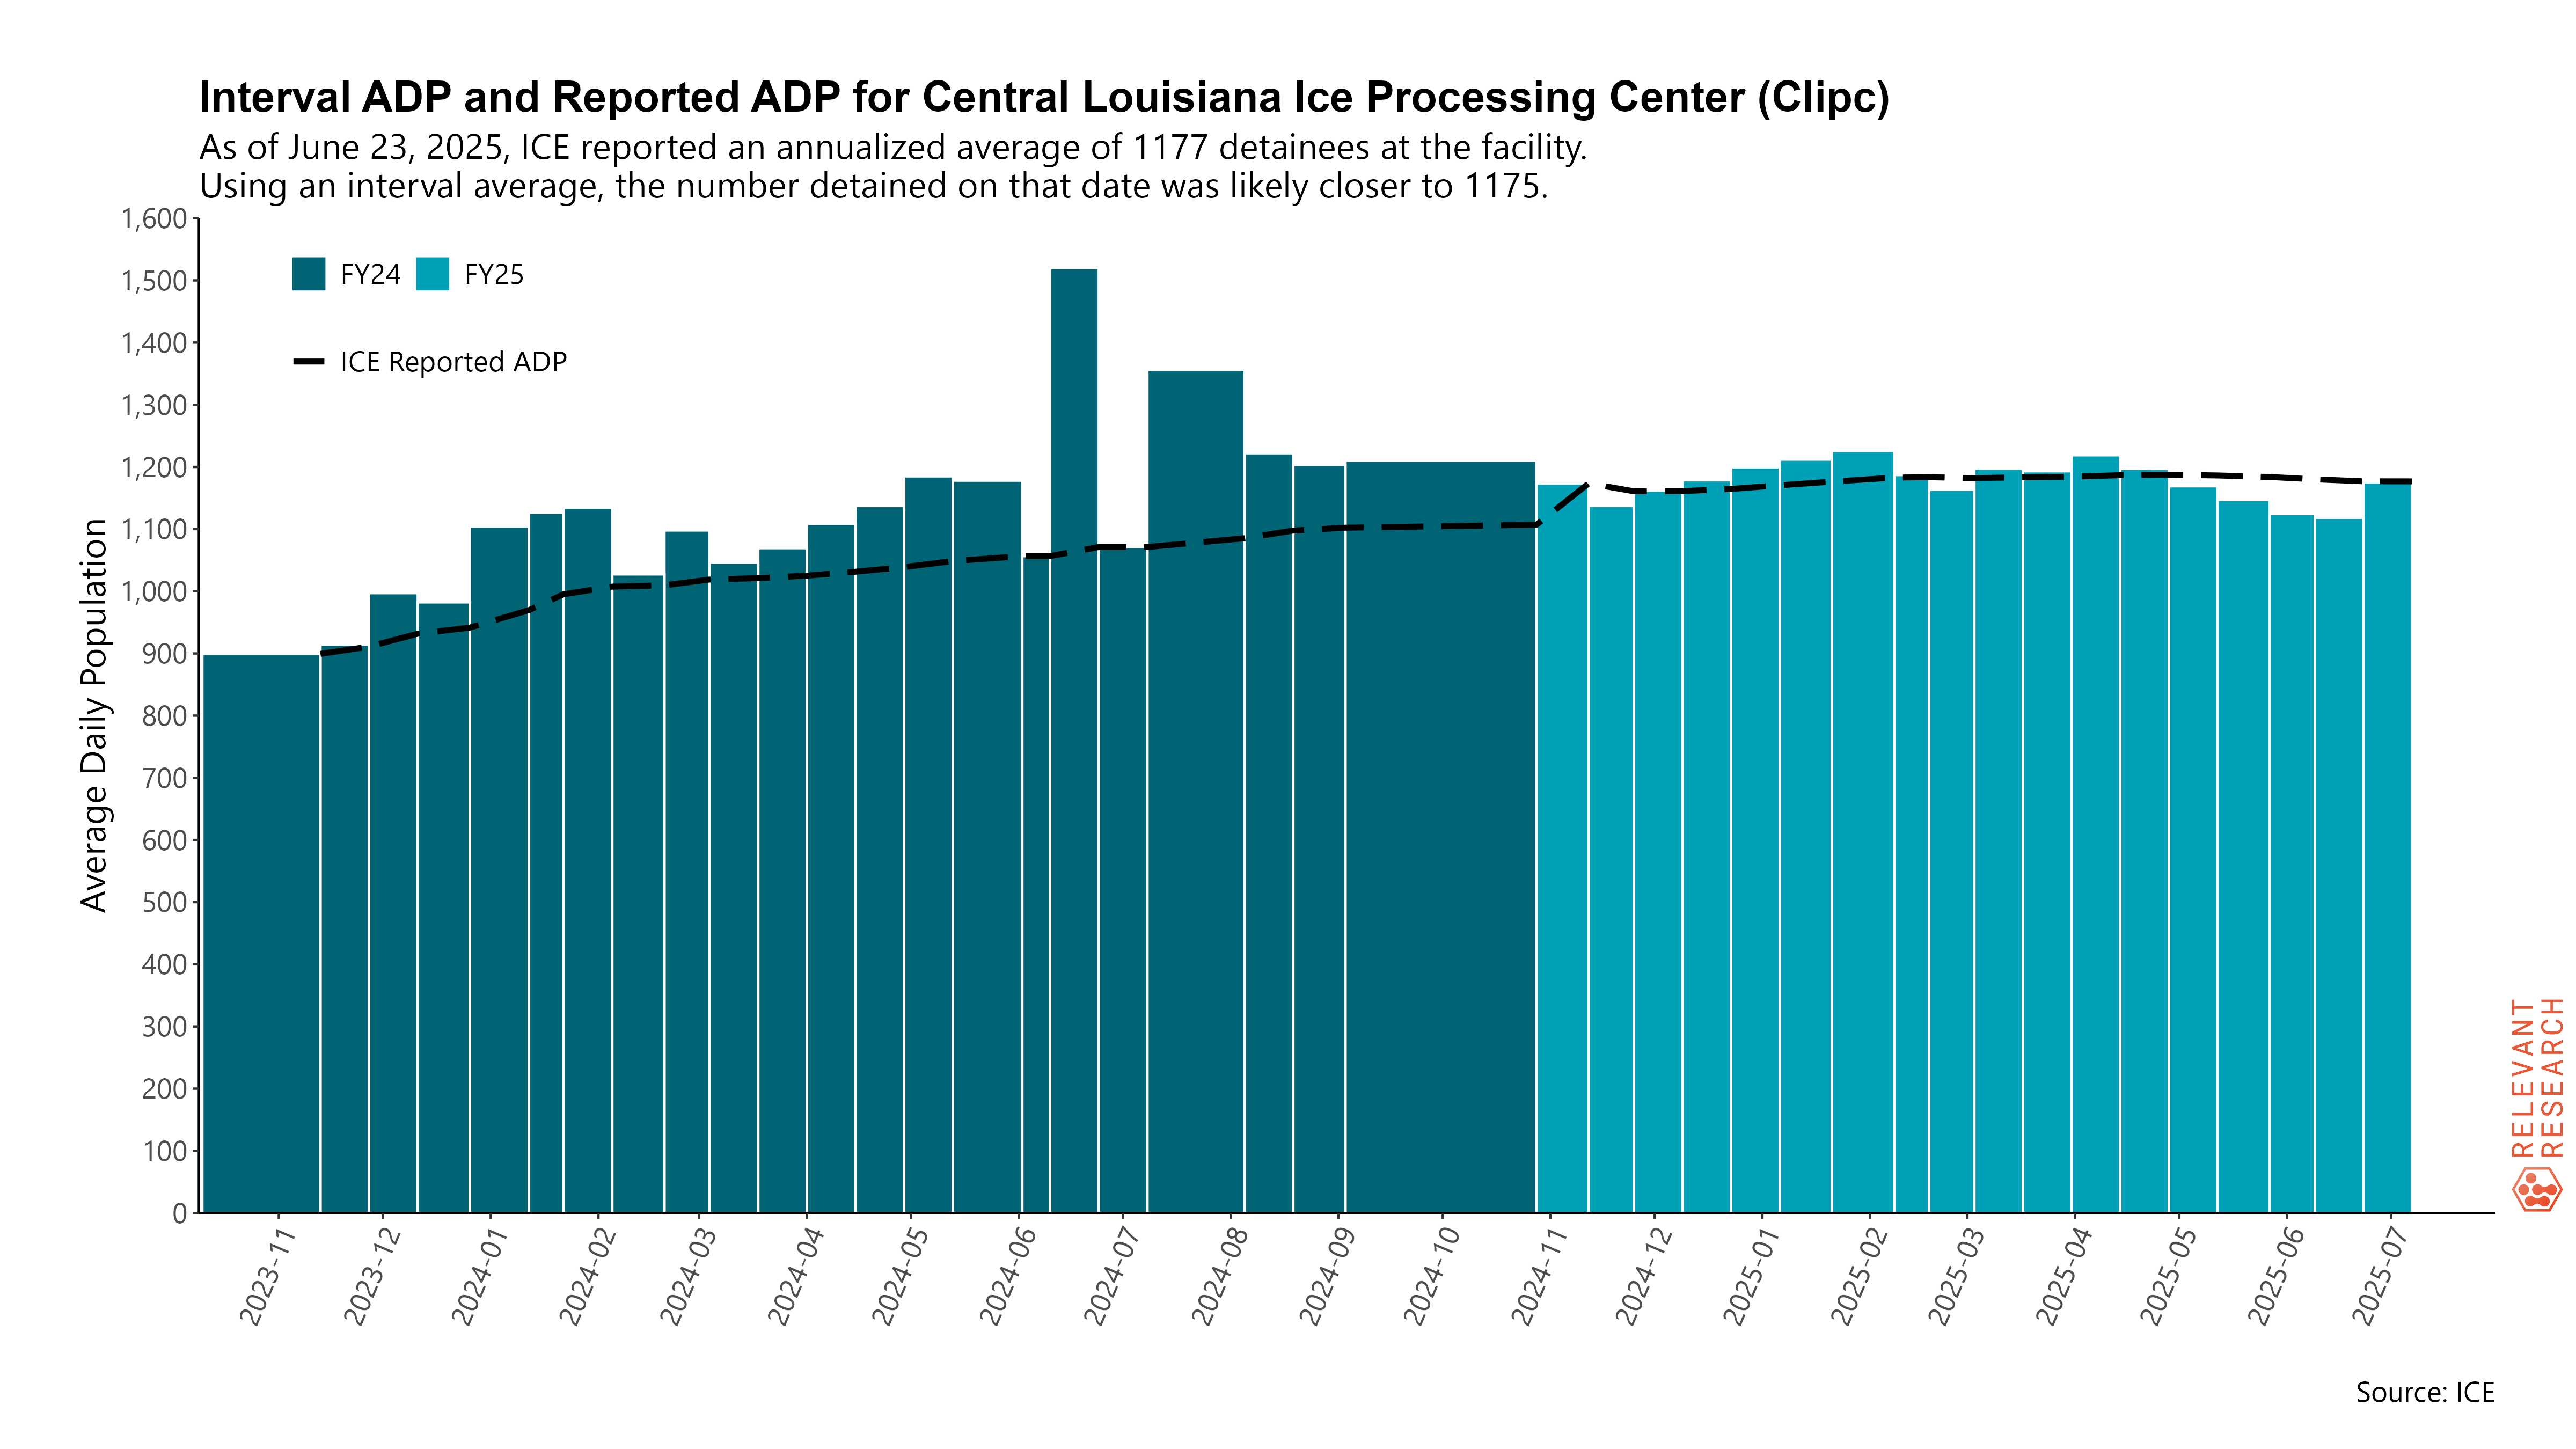 Interval ADP and Reported ADP for Central Louisiana Ice Processing Center (Clipc)
As of June 23, 2025, ICE reported an annualized average of 1177 detainees at the facility.
Using an interval average, the number detained on that date was likely closer to 1175.
1,600
1,500
1,400
1,300
1,200
1,100
1,000
900
800
700
600
500
400
300
200
100
0
Average Daily Population
FY24 FY25
ICE Reported ADP
2023-11 2023-12 2024-01 2024-02 2024-03 2024-04 2024-05 2024-06 2024-07 2024-08 2024-09 2024-10 2024-11 2024-12 2025-01 2025-02 2025-03 2025-04 2025-05 2025-06 2025-07
RELEVANT
RESEARCH
Source: ICE